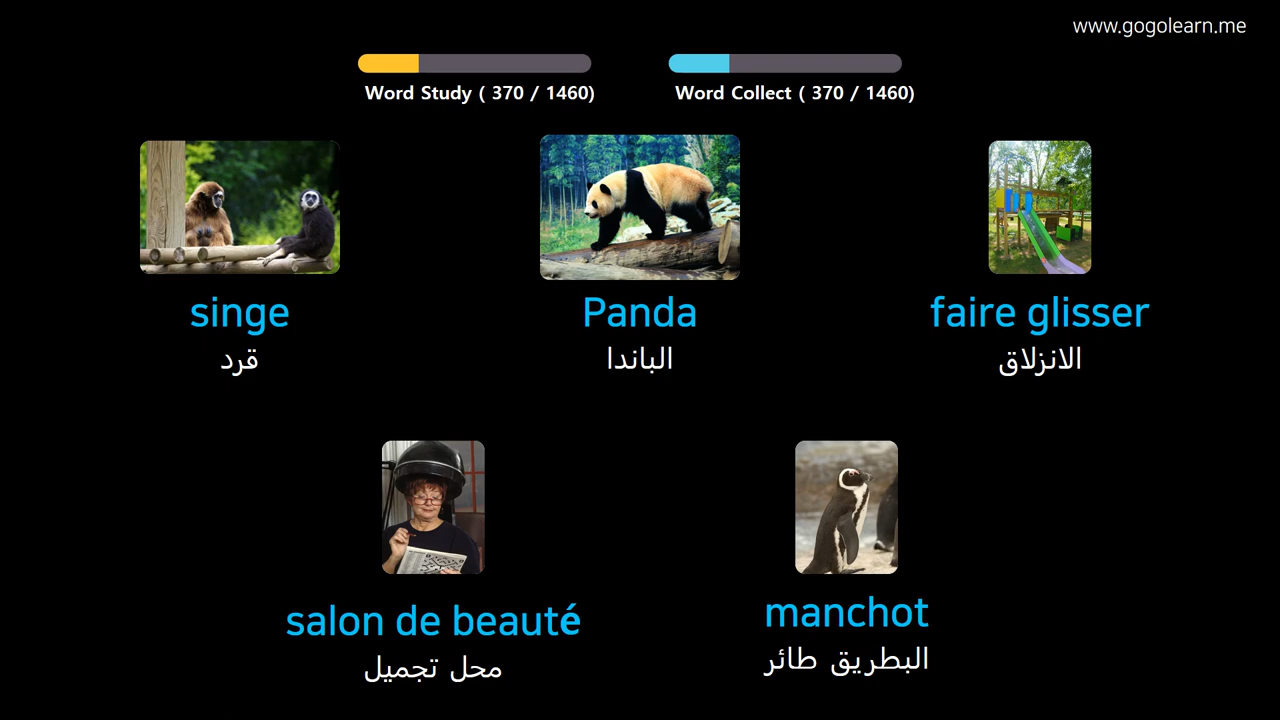 www.gogolearn.me
Word Study ( 370 / 1460)
Word Collect ( 370 / 1460)
singe
قرد
Panda
الباندا
faire glisser
الانزلاق
salon de beauté
محل تجميل
manchot
البطريق طائر